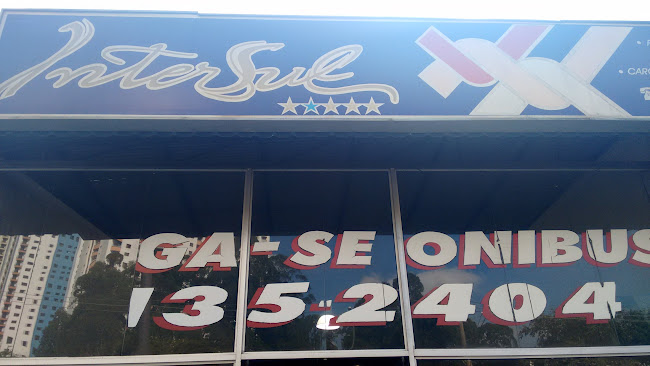 InterSul
GA-SE ONIBUS
35-2404